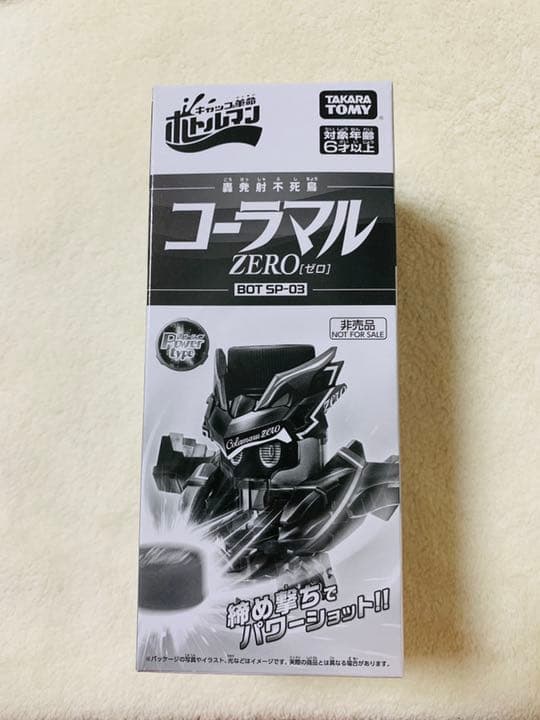 キャップ革命
ボトルマン
TAKARA
TOMY
対象年齢
6才以上
轟発射不死鳥
コーラマル
ZERO[ゼロ]
BOT SP-03
Power
type
非売品
NOT FOR SALE
ZERO
Colamaru ZERO
締め撃ちで
パワーショット!!
※パッケージの写真やイラスト、光などはイメージです。実際の商品とは異なる場合があります。